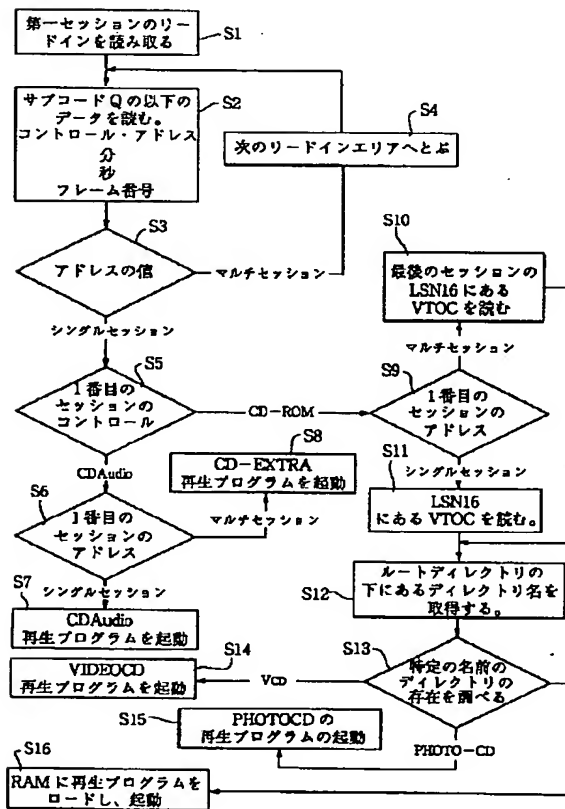 第一セッションのリー
ドインを読み取る
S1
サブコードQの以下の
データを読む。
コントロール・アドレス
分
秒
フレーム番号
S2
S4
次のリードインエリアへとぶ
S3
アドレスの値
マルチセッション
シングルセッション
S10
最後のセッションの
LSN16にある
VTOCを読む
マルチセッション
S5
1番目の
セッションの
コントロール
CD-ROM
S9
1番目の
セッションの
アドレス
CDAudio
S8
CD-EXTRA
再生プログラムを起動
シングルセッション
S11
LSN16
にあるVTOCを読む。
S6
1番目の
セッションの
アドレス
マルチセッション
シングルセッション
S7
CDAudio
再生プログラムを起動
S12
ルートディレクトリの
下にあるディレクトリ名を
取得する。
S13
特定の名前の
ディレクトリの
存在を調べる
S14
VIDEOCD
再生プログラムを起動
VCD
S15
PHOTOCDの
再生プログラムの起動
PHOTO-CD
S16
RAMに再生プログラムを
ロードし、起動